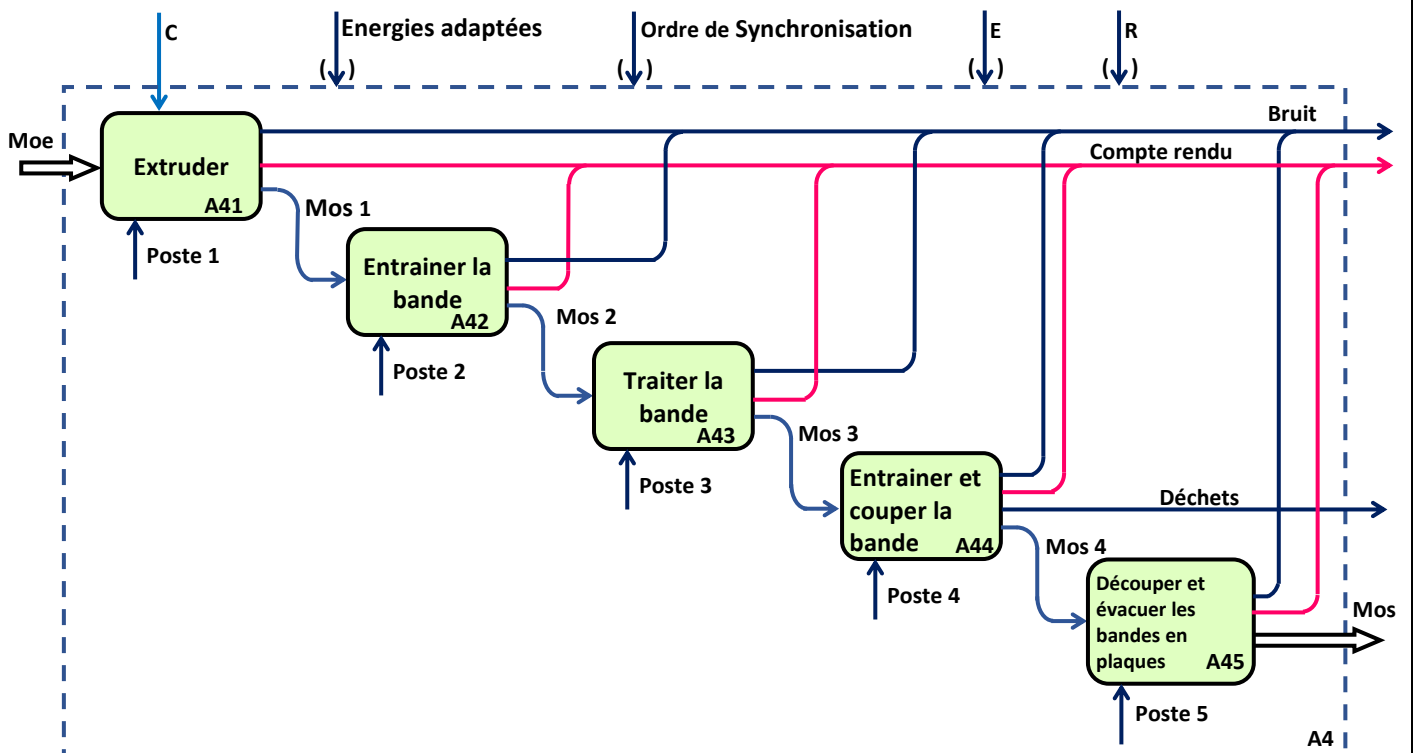 C
Energies adaptées
Ordre de Synchronisation
E
R
( )
( )
( )
( )
Moe
Extruder
A41
Bruit
Compte rendu
Mos 1
Poste 1
Entrainer la
bande
A42
Mos 2
Poste 2
Traiter la
bande
A43
Mos 3
Poste 3
Entrainer et
couper la
bande
A44
Déchets
Mos 4
Poste 4
Découper et
évacuer les
bandes en
plaques
A45
Mos
Poste 5
A4